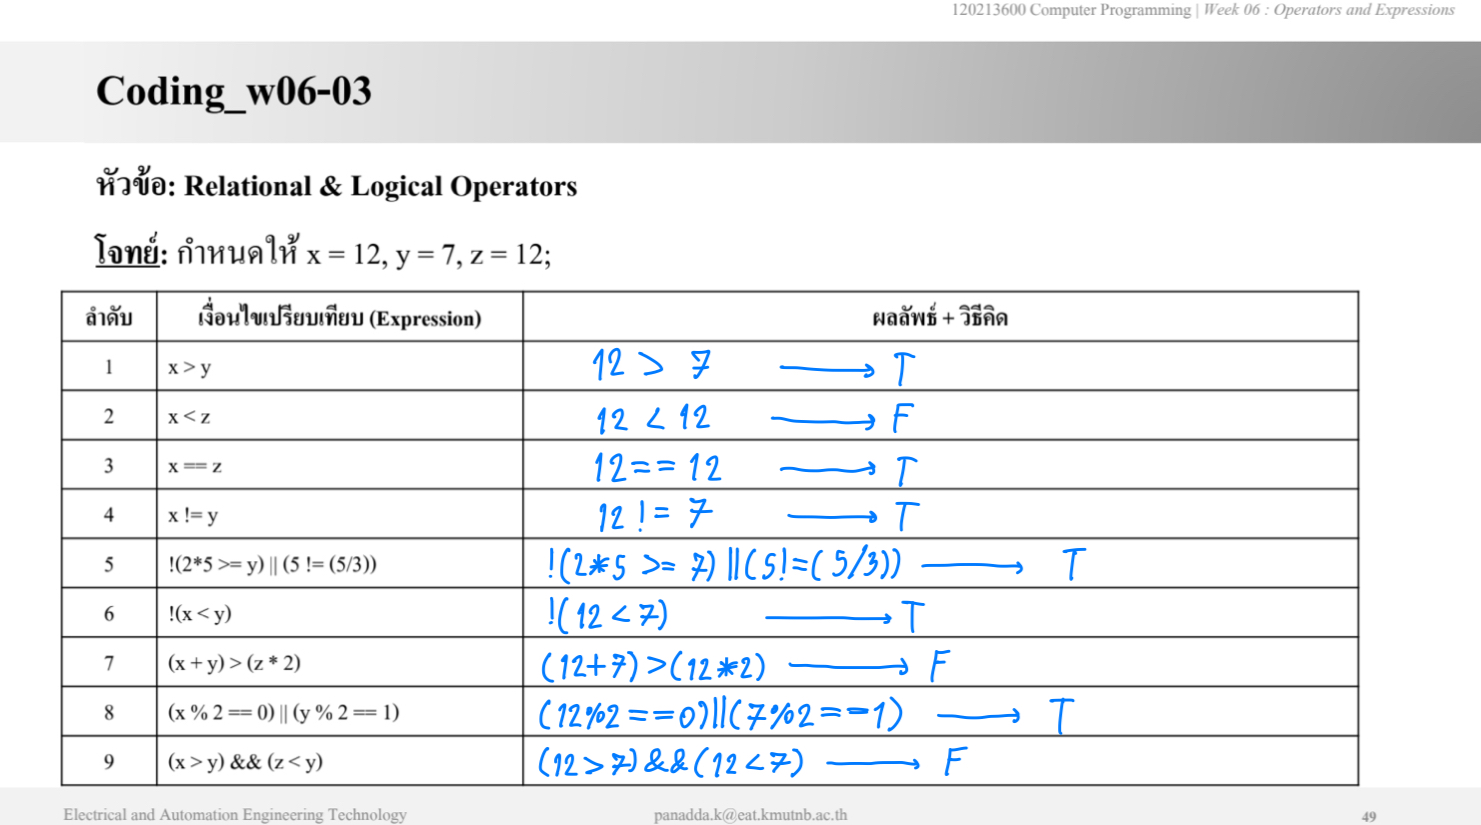 120213600 Computer Programming | Week 06 : Operators and Expressions
Coding_w06-03
หัวข้อ: Relational & Logical Operators
โจทย์: กำหนดให้ x = 12, y = 7, z = 12;
ลำดับ เงื่อนไขเปรียบเทียบ (Expression) ผลลัพธ์ + วิธีคิด
1 x > y 12 > 7 ⟶ T
2 x < z 12 < 12 ⟶ F
3 x == z 12 == 12 ⟶ T
4 x != y 12 != 7 ⟶ T
5 !(2*5 >= y) || (5 != (5/3)) !(2*5 >= 7) || (5!=(5/3)) ⟶ T
6 !(x < y) !(12 < 7) ⟶ T
7 (x + y) > (z * 2) (12+7) > (12*2) ⟶ F
8 (x % 2 == 0) || (y % 2 == 1) (12%2==0)||(7%2==1) ⟶ T
9 (x > y) && (z < y) (12 > 7) && (12 < 7) ⟶ F
Electrical and Automation Engineering Technology panadda.k@eat.kmutnb.ac.th 49